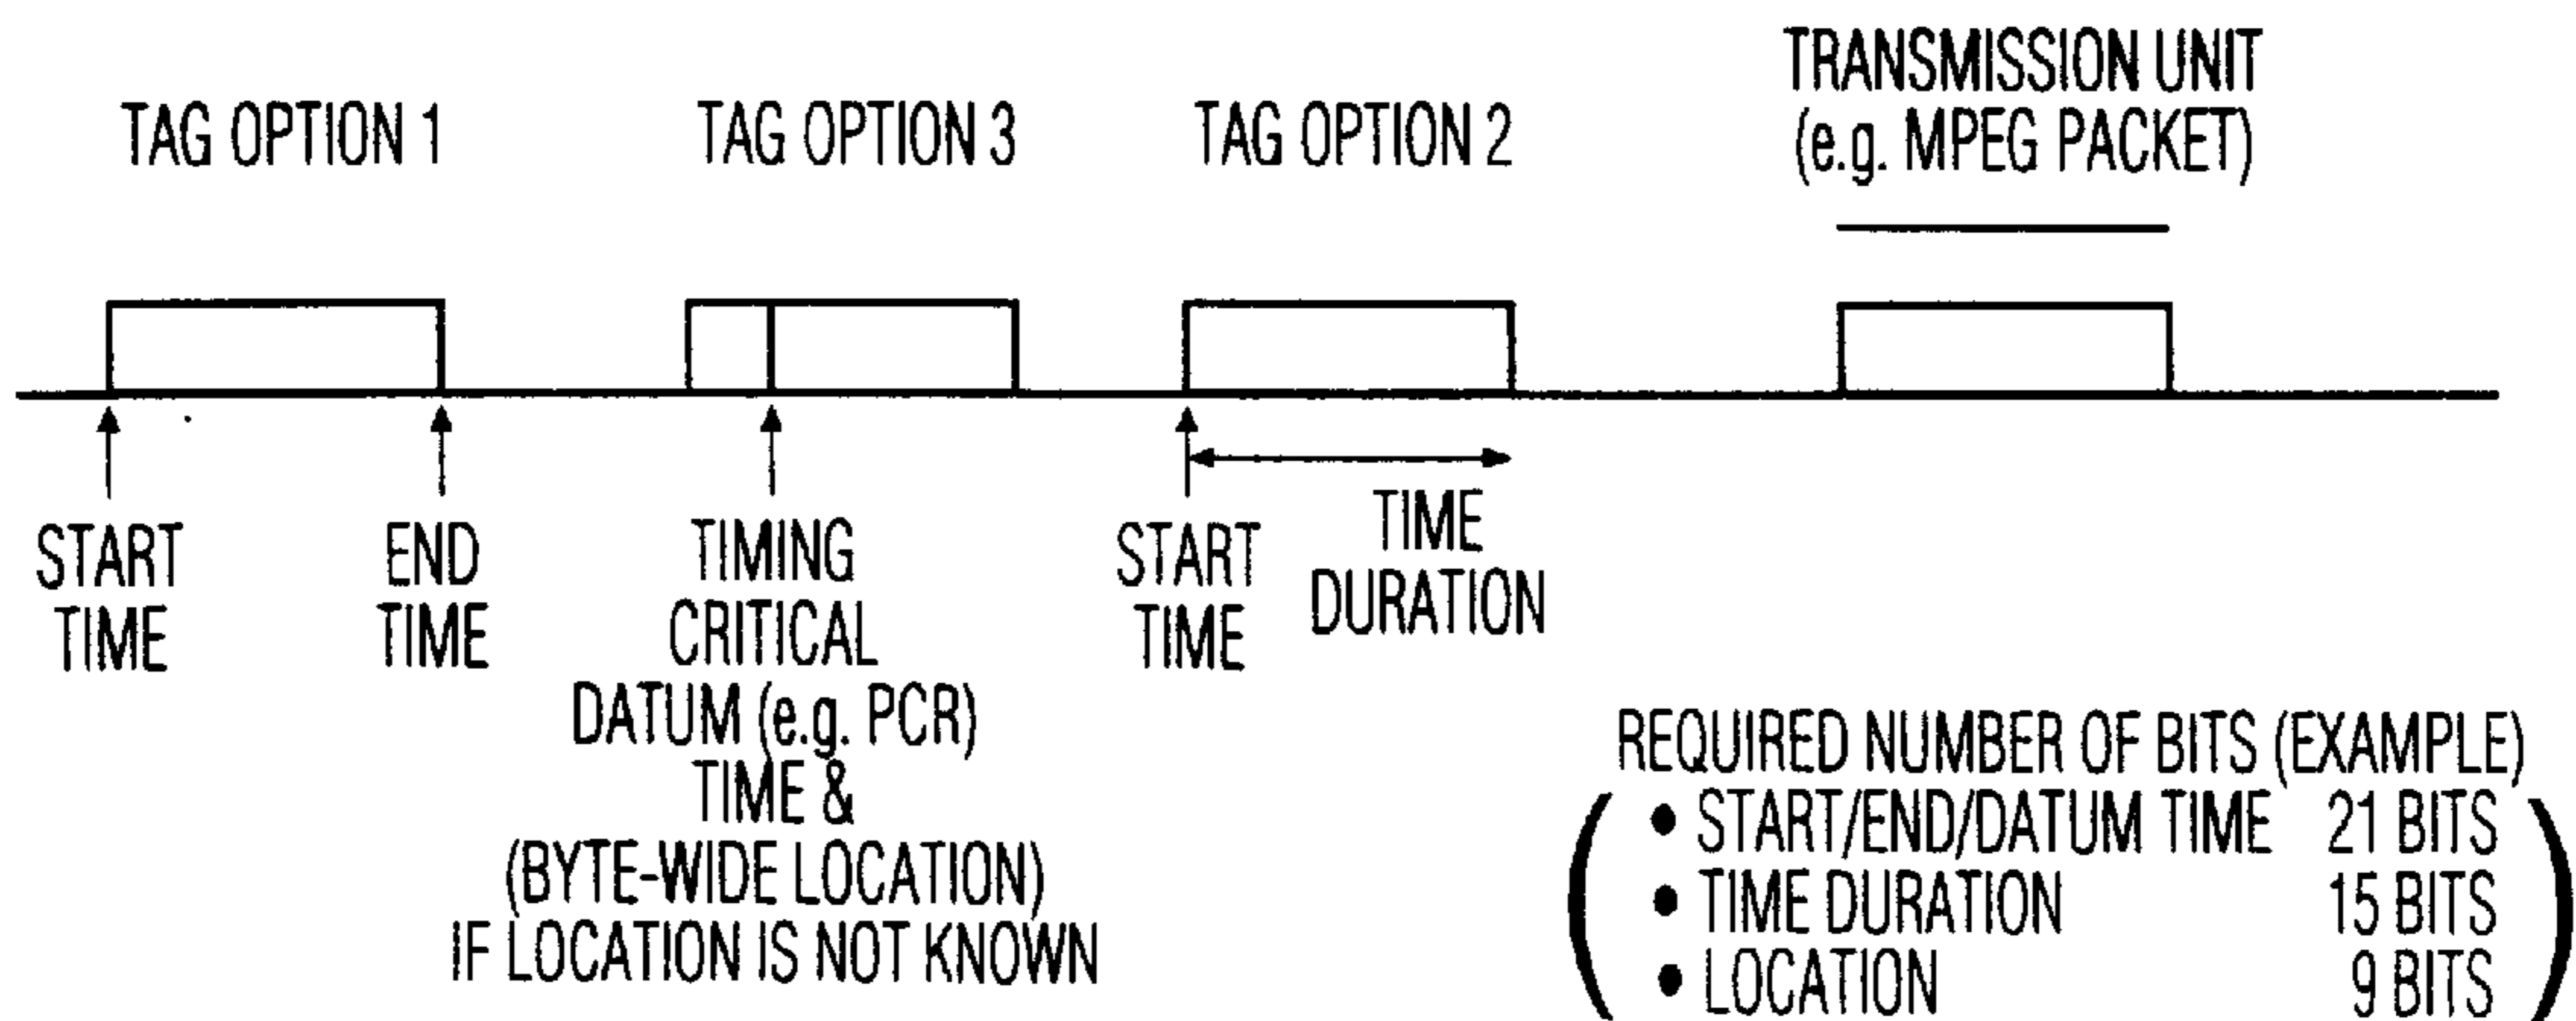 TAG OPTION 1
TAG OPTION 3
TAG OPTION 2
TRANSMISSION UNIT
(e.g. MPEG PACKET)
START
TIME
END
TIME
TIMING
CRITICAL
DATUM (e.g. PCR)
TIME &
(BYTE-WIDE LOCATION)
IF LOCATION IS NOT KNOWN
START
TIME
TIME
DURATION
REQUIRED NUMBER OF BITS (EXAMPLE)
• START/END/DATUM TIME 21 BITS
• TIME DURATION 15 BITS
• LOCATION 9 BITS